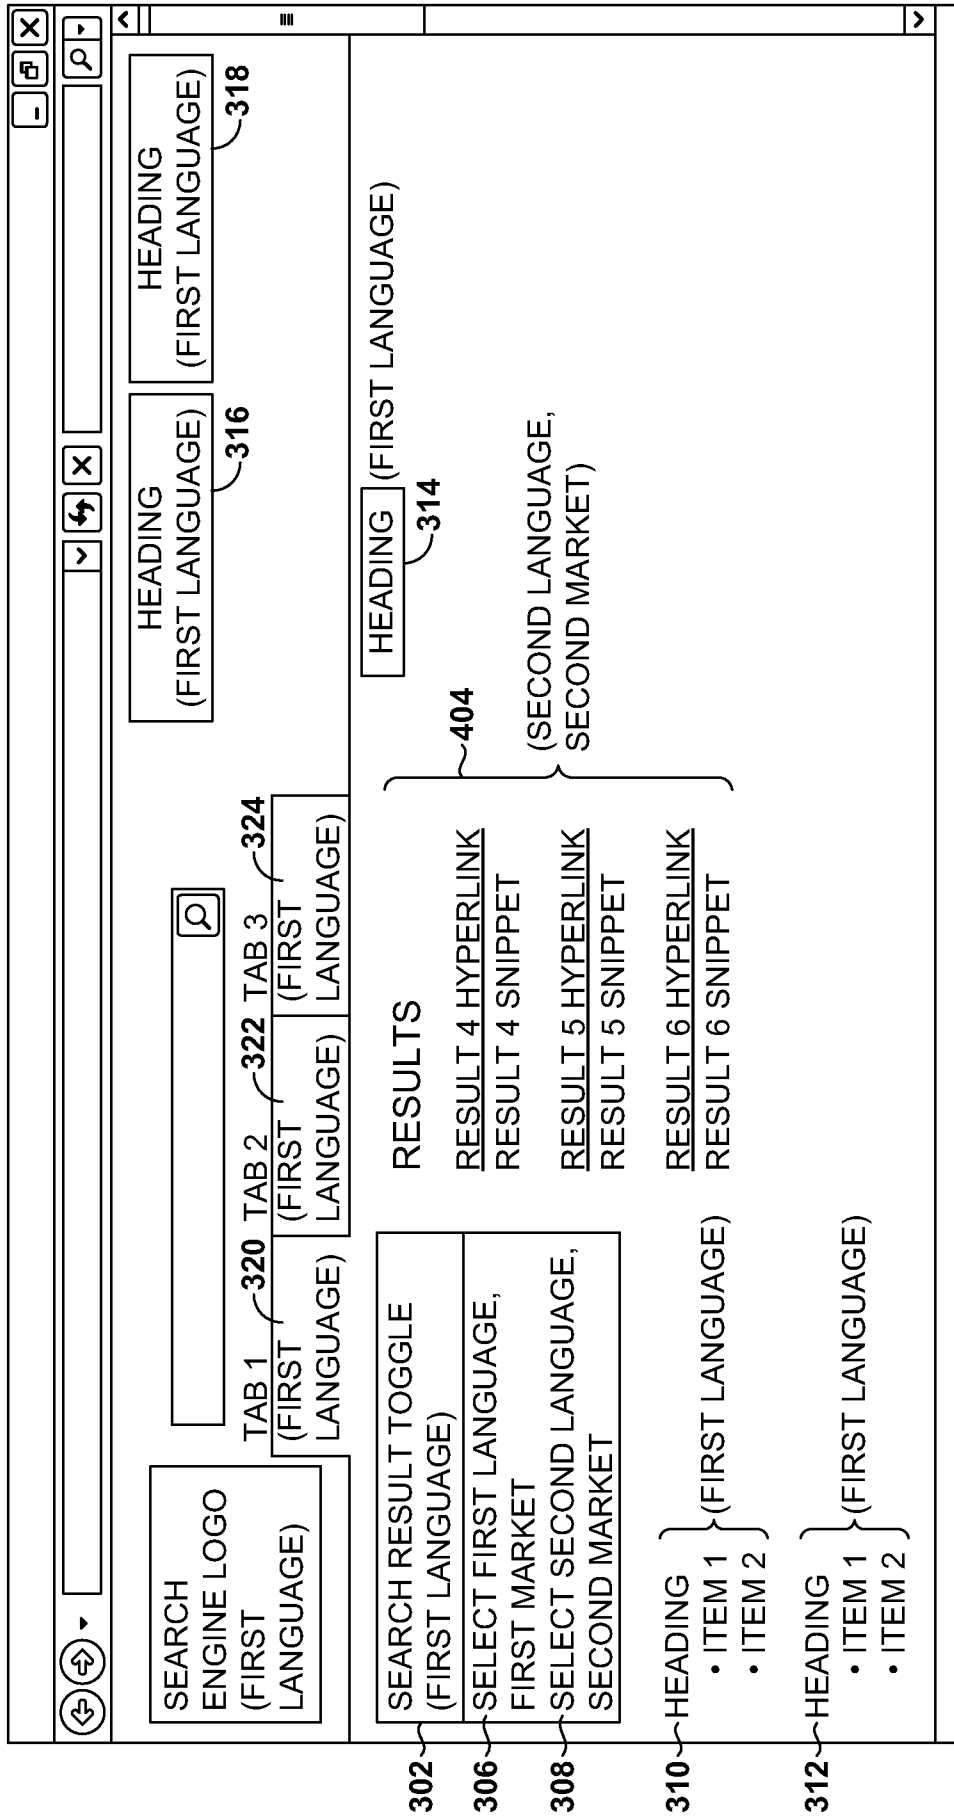 SEARCH
ENGINE LOGO
(FIRST
LANGUAGE)
TAB 1
320
(FIRST
LANGUAGE)
TAB 2
322
(FIRST
LANGUAGE)
TAB 3
324
(FIRST
LANGUAGE)
HEADING
(FIRST LANGUAGE)
316
HEADING
(FIRST LANGUAGE)
318
302
SEARCH RESULT TOGGLE
(FIRST LANGUAGE)
306
SELECT FIRST LANGUAGE,
FIRST MARKET
308
SELECT SECOND LANGUAGE,
SECOND MARKET
310
HEADING
• ITEM 1
• ITEM 2
(FIRST LANGUAGE)
312
HEADING
• ITEM 1
• ITEM 2
(FIRST LANGUAGE)
RESULTS
RESULT 4 HYPERLINK
RESULT 4 SNIPPET
RESULT 5 HYPERLINK
RESULT 5 SNIPPET
RESULT 6 HYPERLINK
RESULT 6 SNIPPET
404
(SECOND LANGUAGE,
SECOND MARKET)
HEADING
(FIRST LANGUAGE)
314